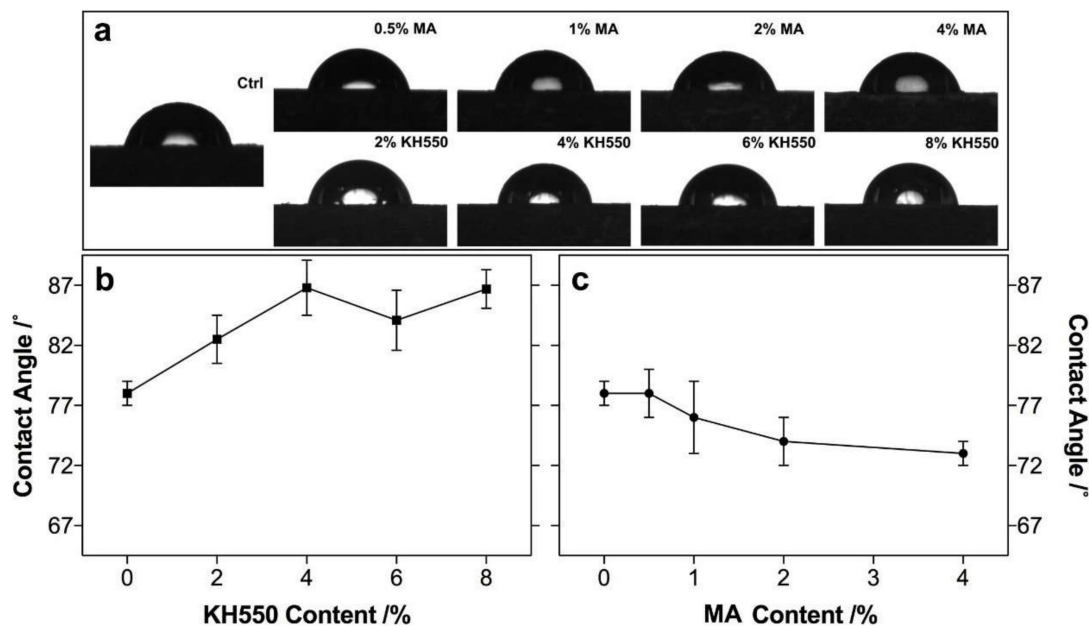 a
0.5% MA
1% MA
2% MA
4% MA
Ctrl
2% KH550
4% KH550
6% KH550
8% KH550
b
87
82
77
72
67
Contact Angle /°
0 2 4 6 8
KH550 Content /%
c
87
82
77
72
67
Contact Angle /°
0 1 2 3 4
MA Content /%